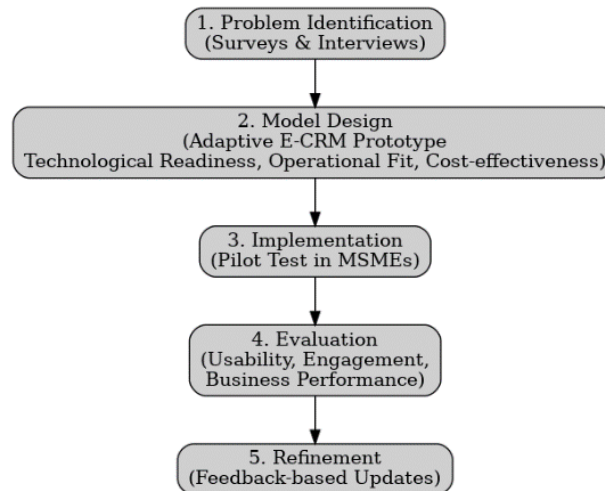 1. Problem Identification
(Surveys & Interviews)
2. Model Design
(Adaptive E-CRM Prototype
Technological Readiness, Operational Fit, Cost-effectiveness)
3. Implementation
(Pilot Test in MSMEs)
4. Evaluation
(Usability, Engagement,
Business Performance)
5. Refinement
(Feedback-based Updates)